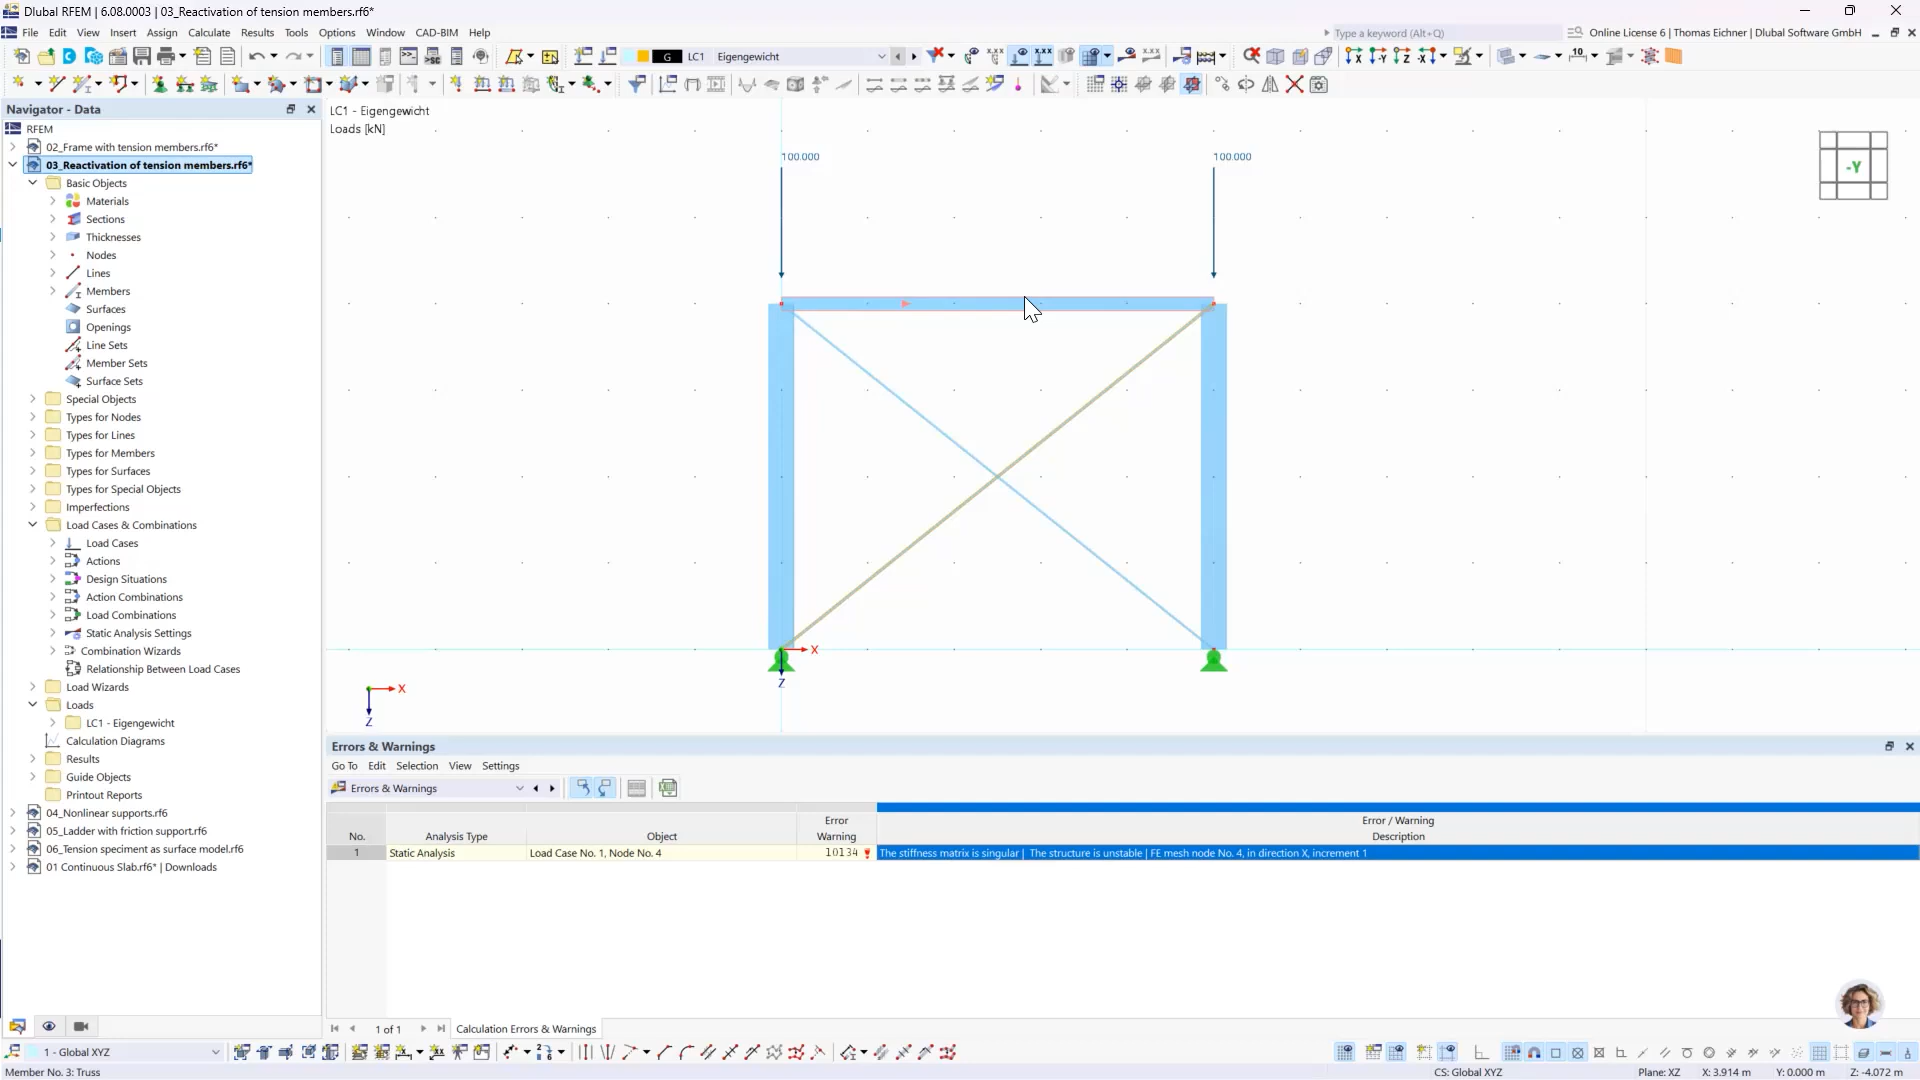 Dlubal RFEM | 6.08.0003 | 03_Reactivation of tension members.rf6*
File Edit View Insert Assign Calculate Results Tools Options Window CAD-BIM Help
Type a keyword (Alt+Q)
Online License 6 | Thomas Eichner | Dlubal Software GmbH
G LC1 Eigengewicht
Navigator - Data
RFEM
02_Frame with tension members.rf6*
03_Reactivation of tension members.rf6*
Basic Objects
Materials
Sections
Thicknesses
Nodes
Lines
Members
Surfaces
Openings
Line Sets
Member Sets
Surface Sets
Special Objects
Types for Nodes
Types for Lines
Types for Members
Types for Surfaces
Types for Special Objects
Imperfections
Load Cases & Combinations
Load Cases
Actions
Design Situations
Action Combinations
Load Combinations
Static Analysis Settings
Combination Wizards
Relationship Between Load Cases
Load Wizards
Loads
LC1 - Eigengewicht
Calculation Diagrams
Results
Guide Objects
Printout Reports
04_Nonlinear supports.rf6
05_Ladder with friction support.rf6
06_Tension speciment as surface model.rf6
01 Continuous Slab.rf6* | Downloads
1 - Global XYZ
LC1 - Eigengewicht
Loads [kN]
100.000
100.000
-Y
X
Z
X
Z
Errors & Warnings
Go To Edit Selection View Settings
Errors & Warnings
No.
Analysis Type
Object
Error
Warning
Error / Warning
Description
1 Static Analysis Load Case No. 1, Node No. 4 10134 The stiffness matrix is singular | The structure is unstable | FE mesh node No. 4, in direction X, increment 1
1 of 1
Calculation Errors & Warnings
Member No. 3: Truss
CS: Global XYZ
Plane: XZ
X: 3.914 m
Y: 0.000 m
Z: -4.072 m